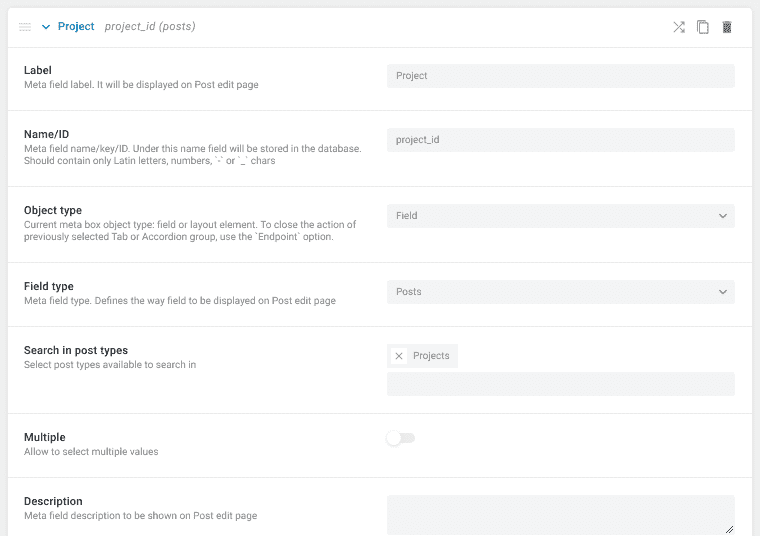 Project project_id (posts)
Label
Meta field label. It will be displayed on Post edit page
Project
Name/ID
Meta field name/key/ID. Under this name field will be stored in the database.
Should contain only Latin letters, numbers, `-` or `_` chars
project_id
Object type
Current meta box object type: field or layout element. To close the action of
previously selected Tab or Accordion group, use the `Endpoint` option.
Field
Field type
Meta field type. Defines the way field to be displayed on Post edit page
Posts
Search in post types
Select post types available to search in
Projects
Multiple
Allow to select multiple values
Description
Meta field description to be shown on Post edit page